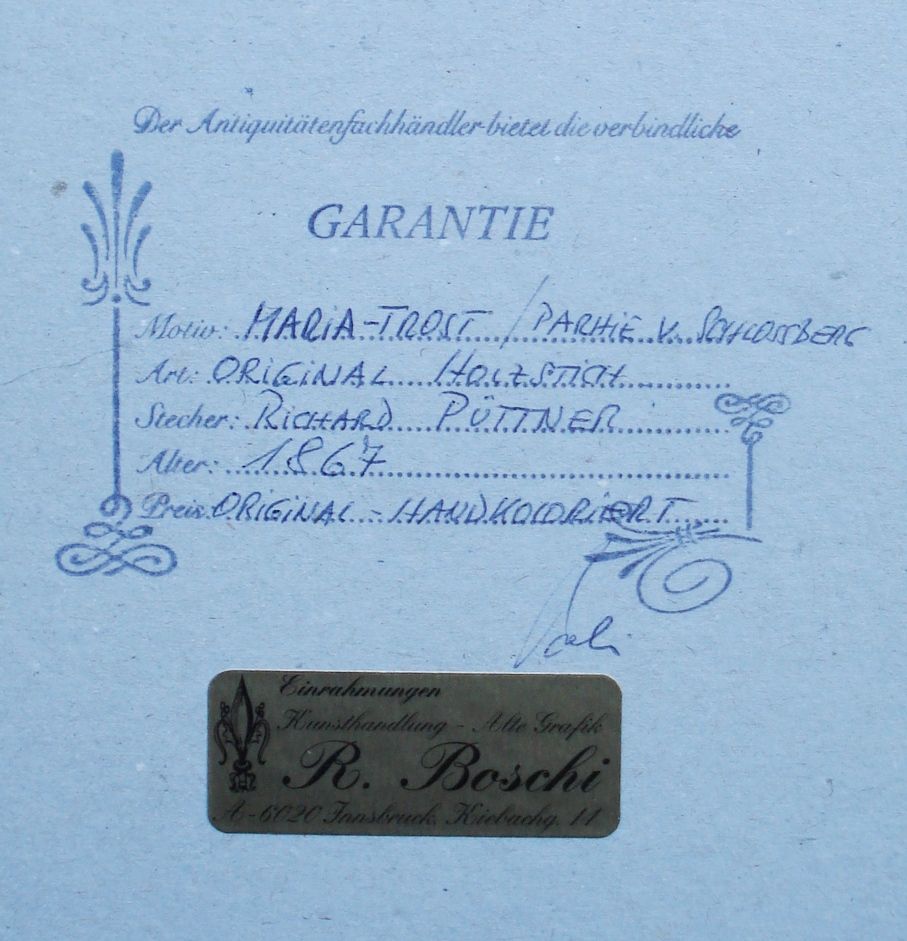 Der Antiquitätenfachhändler bietet die verbindliche
GARANTIE
Motiv: MARIA-TROST / PARHIE V. SCHLOSSBERG
Art: ORIGINAL HOLZSTICH
Stecher: RICHARD PÜTTNER
Alter: 1867
Preis: ORIGINAL - HANDKOLORIERT
Einrahmungen
Kunsthandlung - Alte Grafik
R. Boschi
A-6020 Innsbruck, Kiebachg. 11